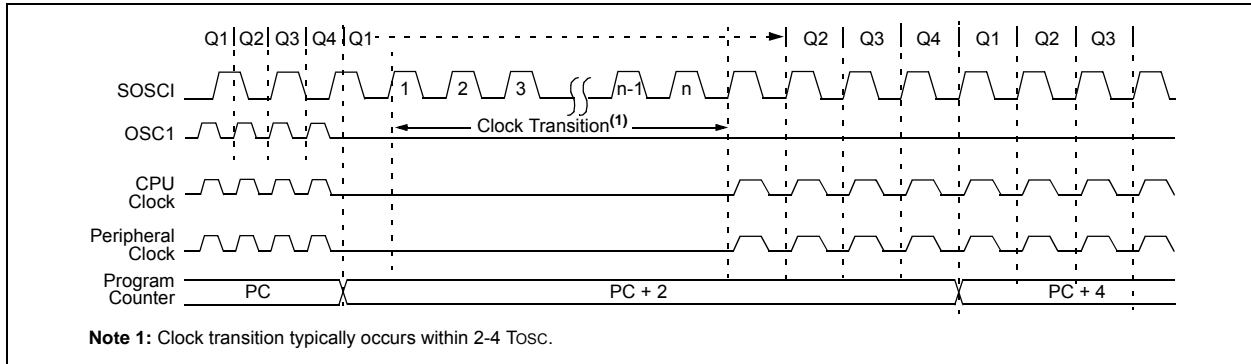 Q1 Q2 Q3 Q4 Q1 Q2 Q3 Q4 Q1 Q2 Q3
SOSCI
1 2 3 n-1 n
Clock Transition(1)
OSC1
CPU
Clock
Peripheral
Clock
Program
Counter
PC PC + 2 PC + 4
Note 1: Clock transition typically occurs within 2-4 TOSC.